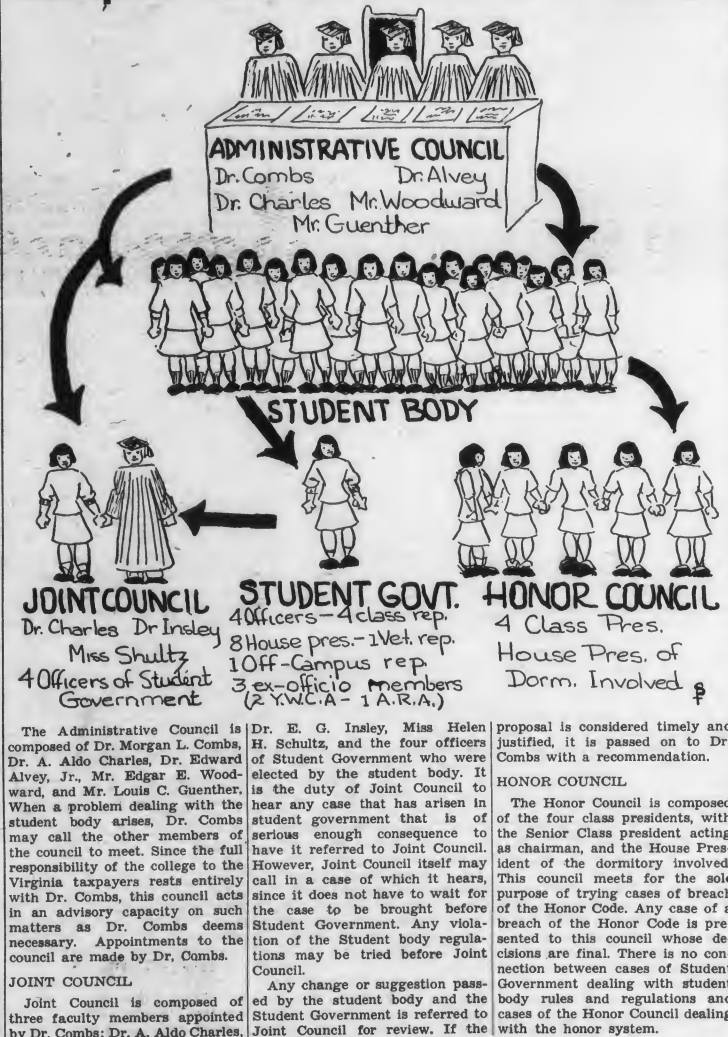 ADMINISTRATIVE COUNCIL
Dr. Combs Dr. Alvey
Dr. Charles Mr. Woodward
Mr. Guenther
STUDENT BODY
JOINT COUNCIL
Dr. Charles Dr Insley
Miss Shultz
4 Officers of Student
Government
STUDENT GOVT.
4 Officers – 4 class rep.
8 House pres. – 1 Vet. rep.
1 Off-Campus rep.
3 ex-officio members
(2 Y.W.C.A – 1 A.R.A.)
HONOR COUNCIL
4 Class Pres.
House Pres. of
Dorm. Involved
The Administrative Council is
composed of Dr. Morgan L. Combs,
Dr. A. Aldo Charles, Dr. Edward
Alvey, Jr., Mr. Edgar E. Wood-
ward, and Mr. Louis C. Guenther.
When a problem dealing with the
student body arises, Dr. Combs
may call the other members of
the council to meet. Since the full
responsibility of the college to the
Virginia taxpayers rests entirely
with Dr. Combs, this council acts
in an advisory capacity on such
matters as Dr. Combs deems
necessary. Appointments to the
council are made by Dr. Combs.
JOINT COUNCIL
Joint Council is composed of
three faculty members appointed
by Dr. Combs: Dr. A. Aldo Charles,
Dr. E. G. Insley, Miss Helen
H. Schultz, and the four officers
of Student Government who were
elected by the student body. It
is the duty of Joint Council to
hear any case that has arisen in
student government that is of
serious enough consequence to
have it referred to Joint Council.
However, Joint Council itself may
call in a case of which it hears,
since it does not have to wait for
the case to be brought before
Student Government. Any viola-
tion of the Student body regula-
tions may be tried before Joint
Council.
Any change or suggestion pass-
ed by the student body and the
Student Government is referred to
Joint Council for review. If the
proposal is considered timely and
justified, it is passed on to Dr.
Combs with a recommendation.
HONOR COUNCIL
The Honor Council is composed
of the four class presidents, with
the Senior Class president acting
as chairman, and the House Pres-
ident of the dormitory involved.
This council meets for the sole
purpose of trying cases of breach
of the Honor Code. Any case of a
breach of the Honor Code is pre-
sented to this council whose de-
cisions are final. There is no con-
nection between cases of Student
Government dealing with student
body rules and regulations and
cases of the Honor Council dealing
with the honor system.